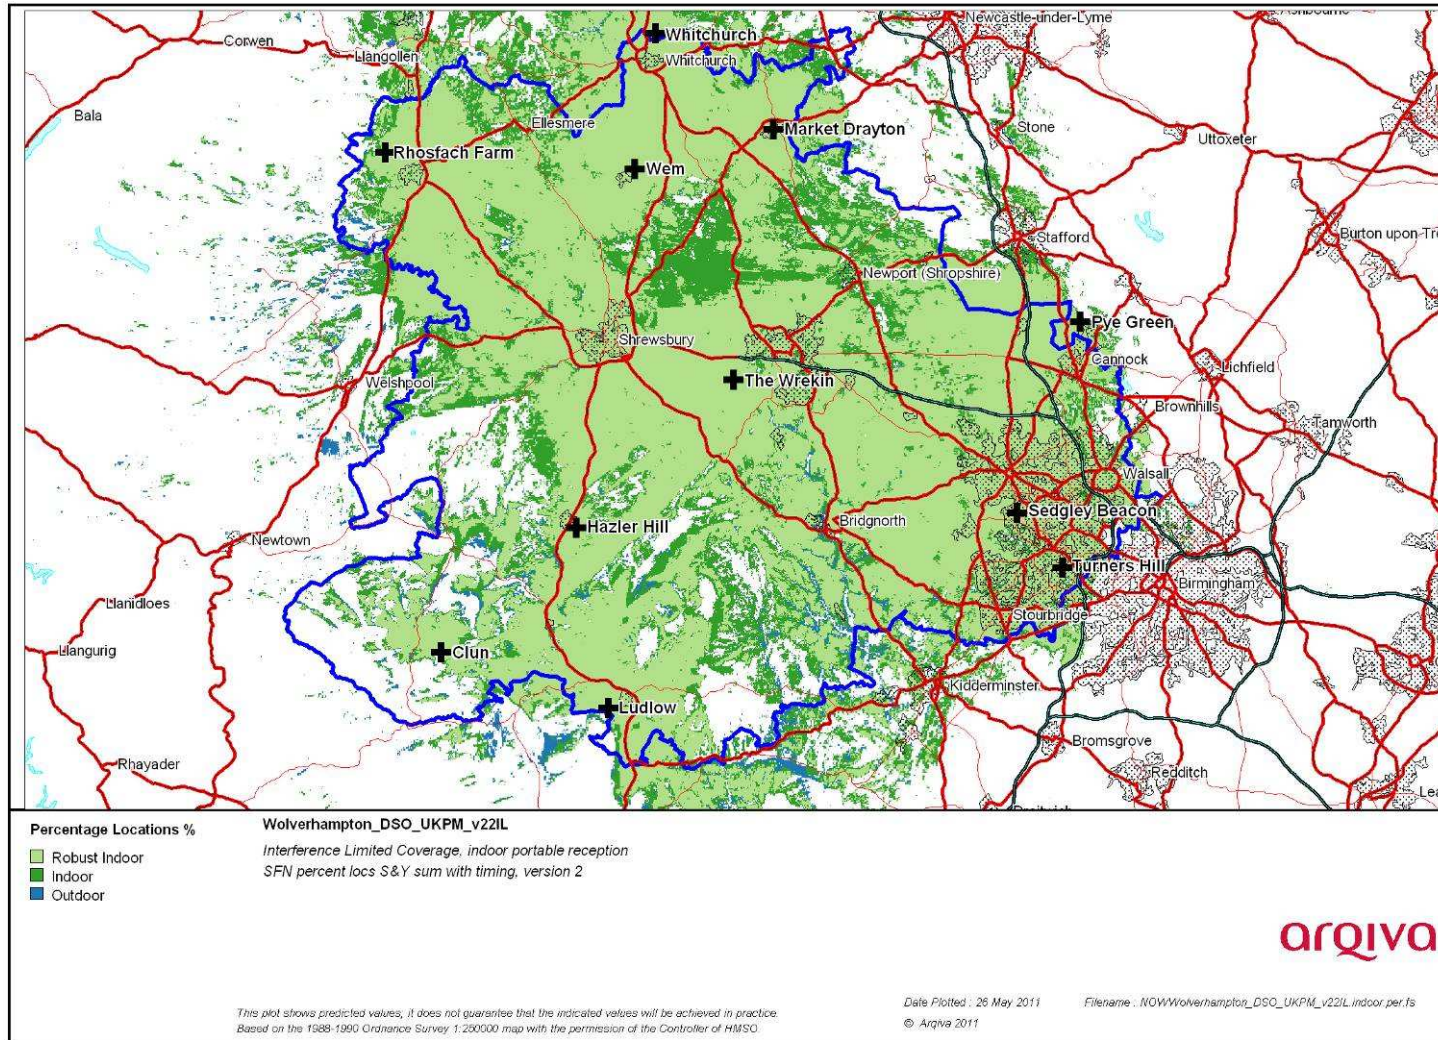 Newcastle-under-Lyme
Corwen
Whitchurch
Llangollen
Whitchurch
Bala
Ellesmere
Market Drayton
Stone
Uttoxeter
Rhosfach Farm
Wem
Stafford
Burton upon Tre
Newport (Shropshire)
Pye Green
Shrewsbury
Cannock
Lichfield
Welshpool
The Wrekin
Brownhills
Tamworth
Walsall
Sedgley Beacon
Hazler Hill
Bridgnorth
Newtown
Turners Hill
Birmingham
Llanidloes
Stourbridge
Llangurig
Clun
Kidderminster
Ludlow
Bromsgrove
Rhayader
Redditch
Lea
Percentage Locations %
Robust Indoor
Indoor
Outdoor
Wolverhampton_DSO_UKPM_v22IL
Interference Limited Coverage, indoor portable reception
SFN percent locs S&Y sum with timing, version 2
arqiva
This plot shows predicted values; it does not guarantee that the indicated values will be achieved in practice.
Based on the 1988-1990 Ordnance Survey 1:250000 map with the permission of the Controller of HMSO
Date Plotted : 26 May 2011
© Arqiva 2011
Filename : NOW/Wolverhampton_DSO_UKPM_v22IL.indoor.per.fs